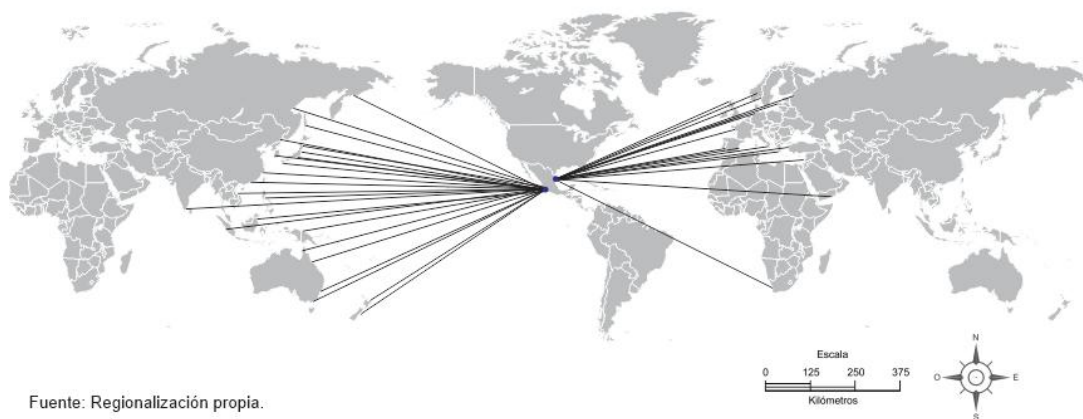 Escala
0 125 250 375
Kilómetros
N
O E
S
Fuente: Regionalización propia.